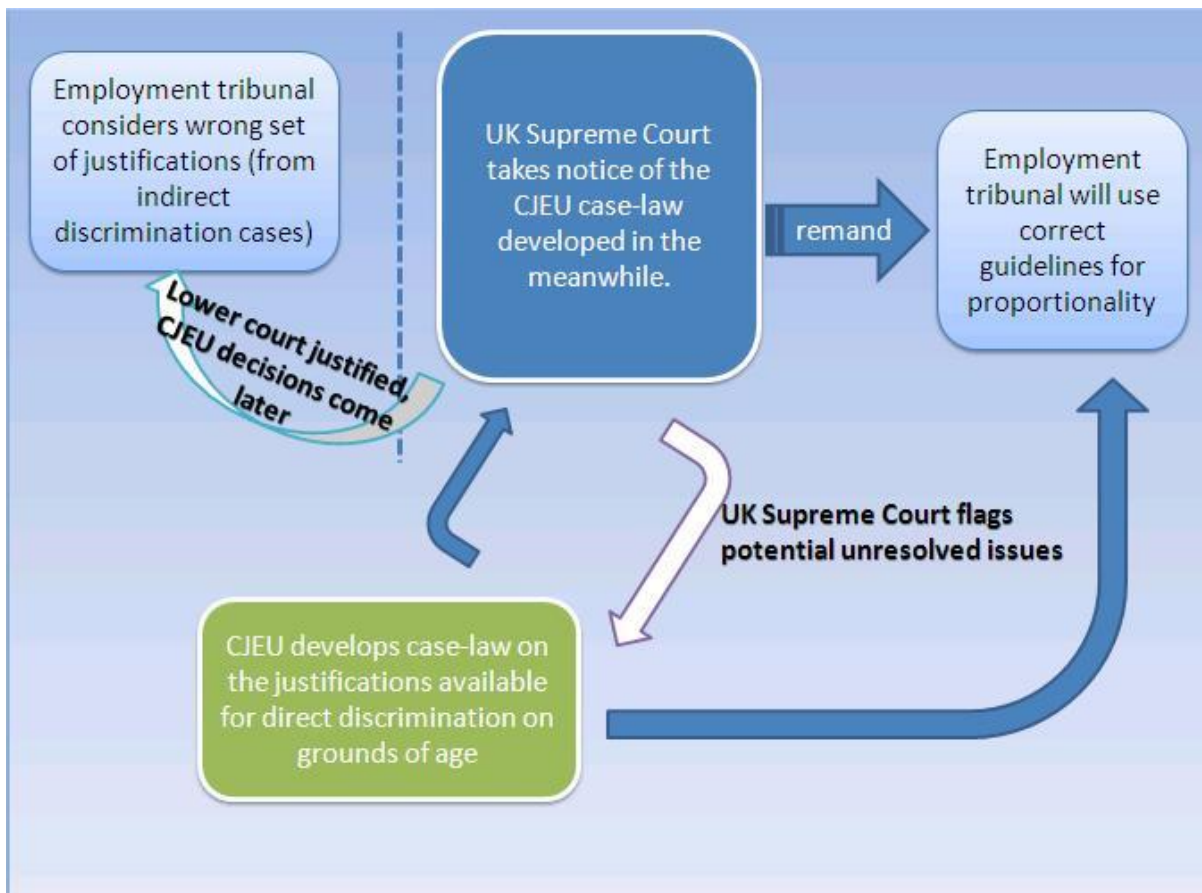 Employment tribunal
considers wrong set
of justifications (from
indirect
discrimination cases)
UK Supreme Court
takes notice of the
CJEU case-law
developed in the
meanwhile.
remand
Employment
tribunal will use
correct
guidelines for
proportionality
Lower court justified,
CJEU decisions come
later
UK Supreme Court flags
potential unresolved issues
CJEU develops case-law on
the justifications available
for direct discrimination on
grounds of age